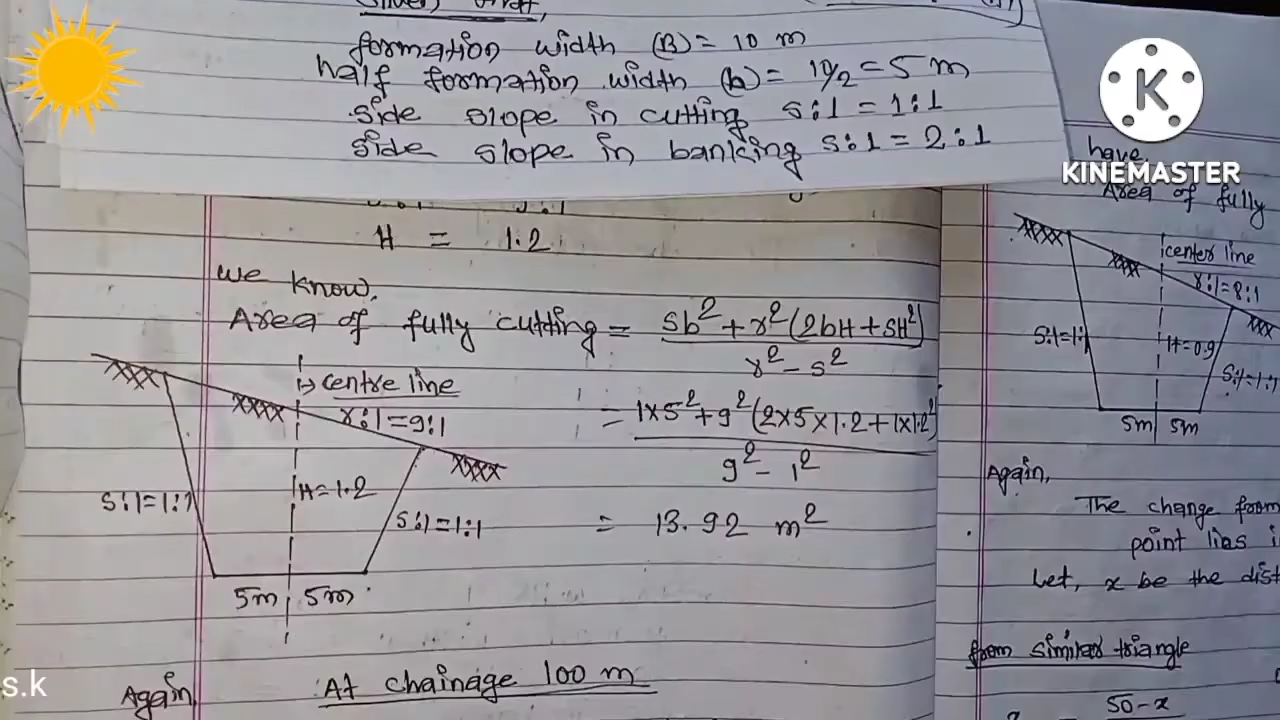 formation width (B) = 10 m
half formation width (b) = 10/2 = 5 m
side slope in cutting s:1 = 1:1
side slope in banking s:1 = 2:1
K
KINEMASTER
H = 1.2
We know,
Area of fully cutting = (sb² + r²(2bH + sH²)) / (r² - s²)
centre line
r:1 = 9:1
= (1×5² + 9²(2×5×1.2 + 1×1.2²)) / (9² - 1²)
H = 1.2
s:1 = 1:1
s:1 = 1:1
= 13.92 m²
5m 5m
Again, At chainage 100 m
s.k
have,
Area of fully
center line
r:1 = 8:1
s:1 = 1:1
H = 0.9
s:1 = 1:1
5m 5m
Again,
The change from
point lies
Let, x be the dist
from similar triangle
50-x